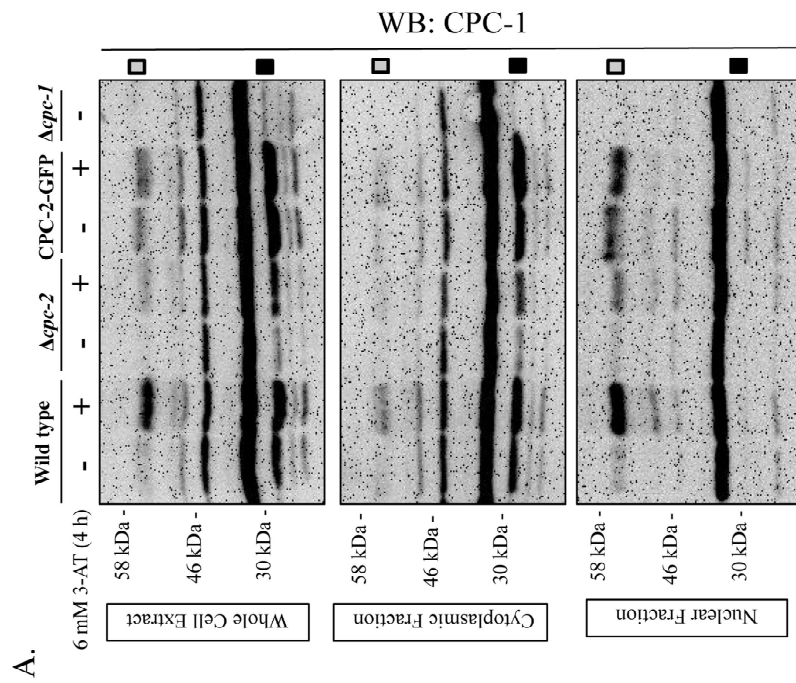 A.
WB: CPC-1
Wild type Δcpc-2 CPC-2-GFP Δcpc-1
6 mM 3-AT (4 h) - + - + - + -
Whole Cell Extract
58 kDa -
46 kDa -
30 kDa -
Cytoplasmic Fraction
58 kDa -
46 kDa -
30 kDa -
Nuclear Fraction
58 kDa -
46 kDa -
30 kDa -